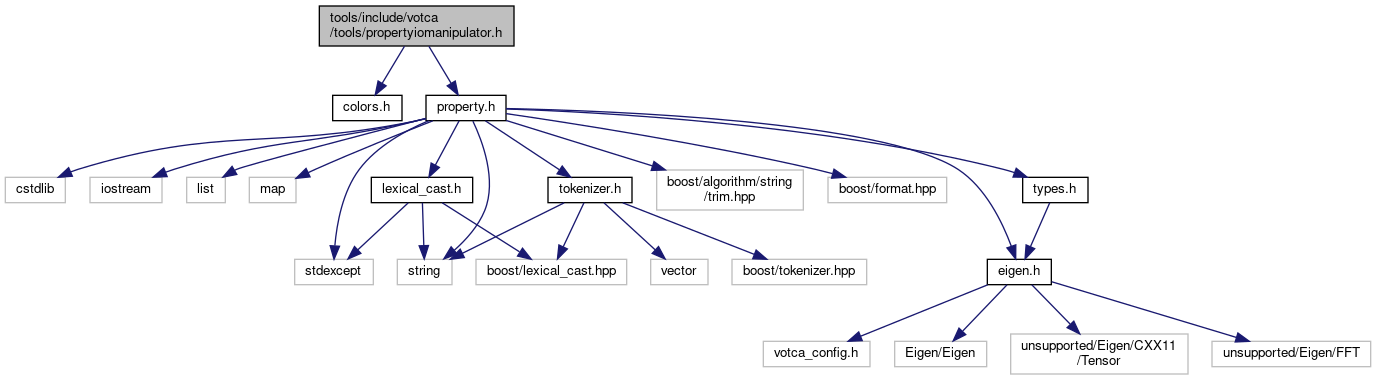 tools/include/votca
/tools/propertyiomanipulator.h
colors.h
property.h
cstdlib
iostream
list
map
lexical_cast.h
tokenizer.h
boost/algorithm/string
/trim.hpp
boost/format.hpp
types.h
stdexcept
string
boost/lexical_cast.hpp
vector
boost/tokenizer.hpp
eigen.h
votca_config.h
Eigen/Eigen
unsupported/Eigen/CXX11
/Tensor
unsupported/Eigen/FFT